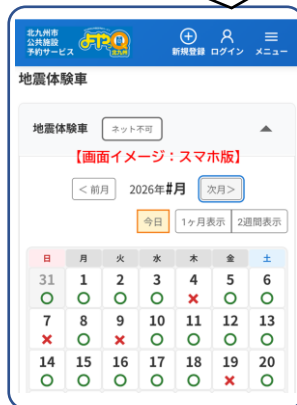 北九州市
公共施設
予約サービス
よやQ
北九州
新規登録 ログイン メニュー
地震体験車
地震体験車 ネット不可
【画面イメージ：スマホ版】
＜前月 2026年#月 次月＞
今日 1ヶ月表示 2週間表示
日 月 火 水 木 金 土
31 1 2 3 4 5 6
○ ○ ○ ○ × ○ ○
7 8 9 10 11 12 13
× ○ × ○ ○ ○ ○
14 15 16 17 18 19 20
○ ○ ○ ○ ○ × ○